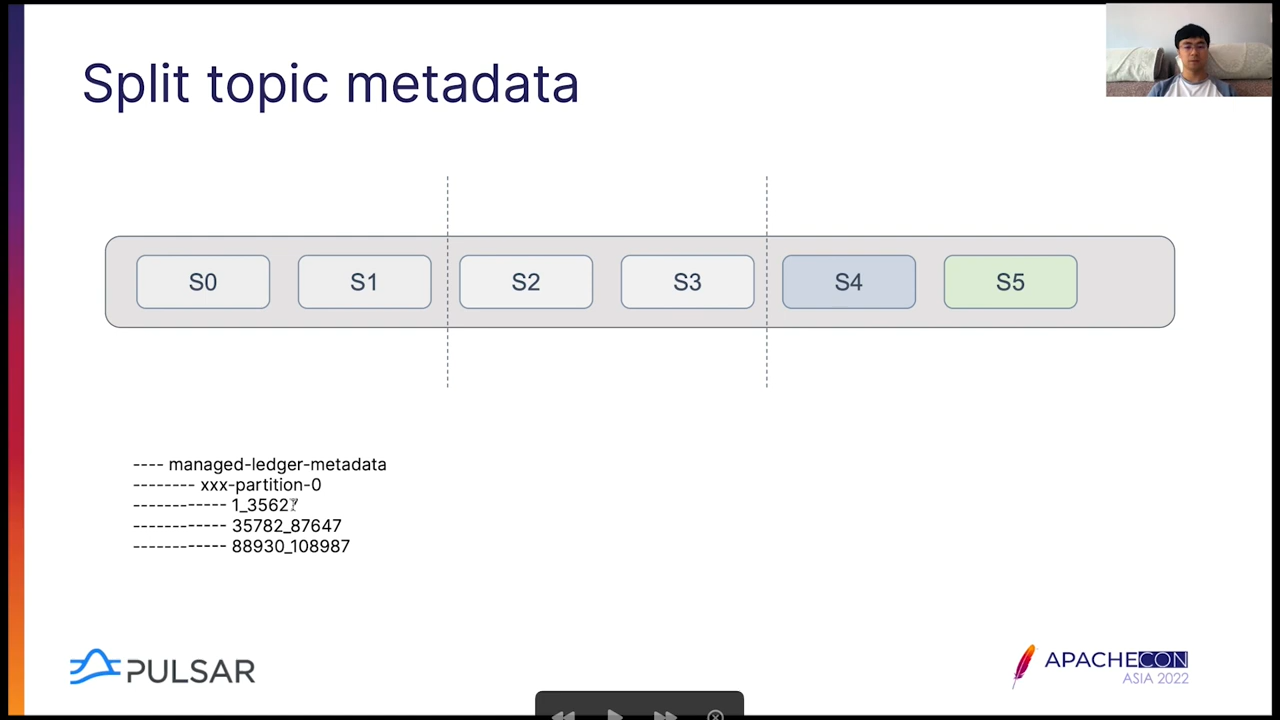 Split topic metadata
S0 S1 S2 S3 S4 S5
---- managed-ledger-metadata
-------- xxx-partition-0
------------ 1_35627
------------ 35782_87647
------------ 88930_108987
PULSAR
APACHECON
ASIA 2022